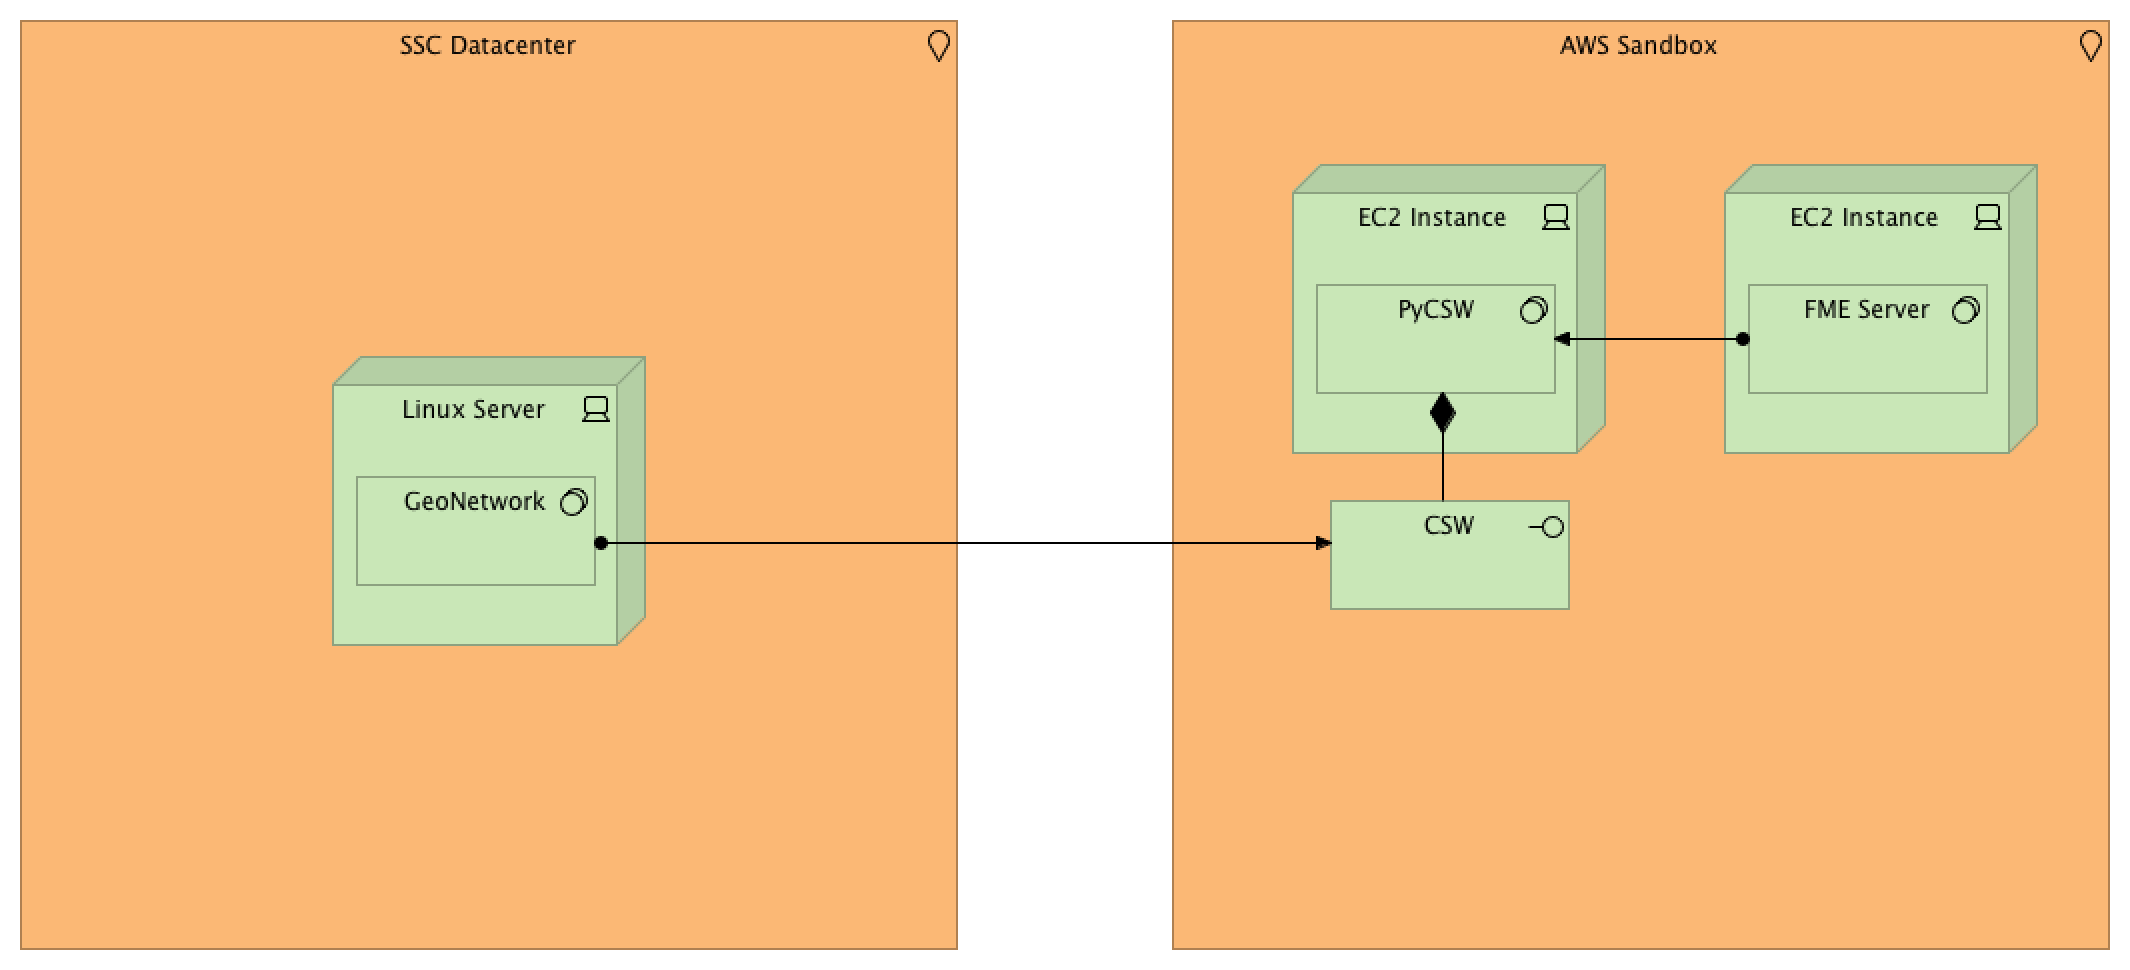 SSC Datacenter
Linux Server
GeoNetwork
AWS Sandbox
EC2 Instance
PyCSW
EC2 Instance
FME Server
CSW